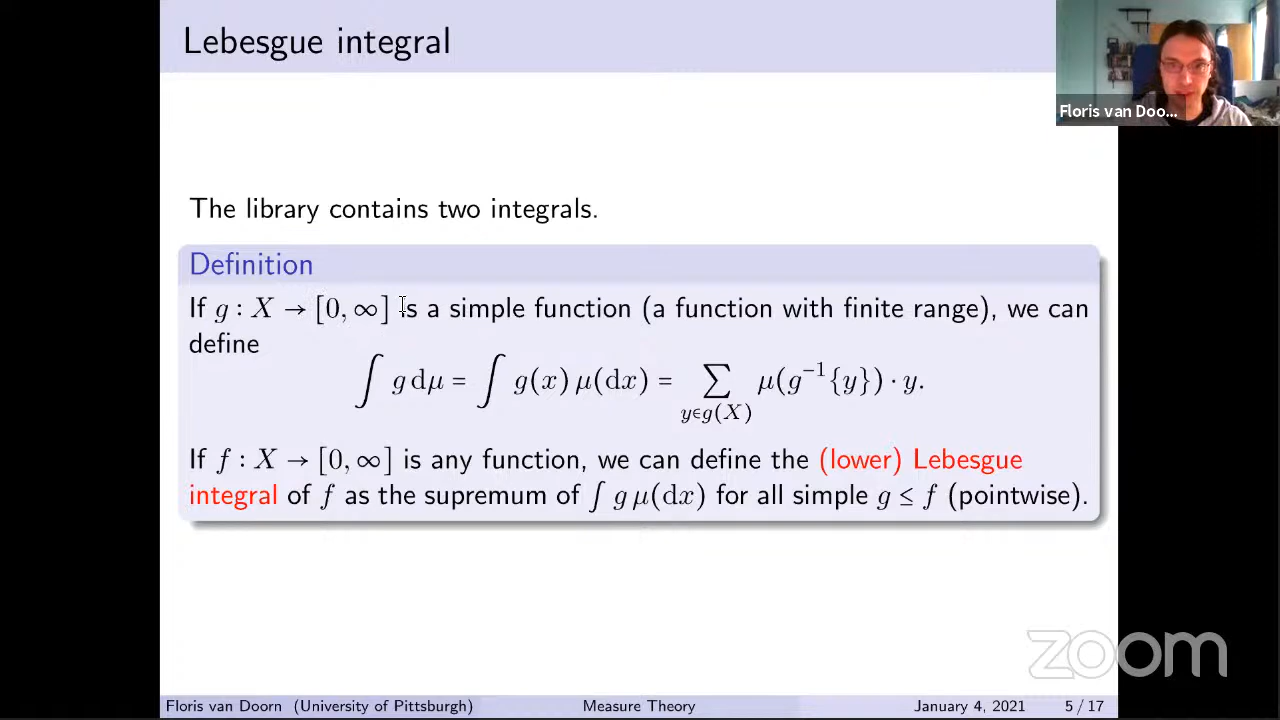 Lebesgue integral
Floris van Doo...
The library contains two integrals.
Definition
If g : X → [0, ∞] is a simple function (a function with finite range), we can
define
∫ g dμ = ∫ g(x) μ(dx) = ∑_{y∈g(X)} μ(g⁻¹{y}) · y.
If f : X → [0, ∞] is any function, we can define the (lower) Lebesgue
integral of f as the supremum of ∫ g μ(dx) for all simple g ≤ f (pointwise).
zoom
Floris van Doorn (University of Pittsburgh) Measure Theory January 4, 2021 5 / 17